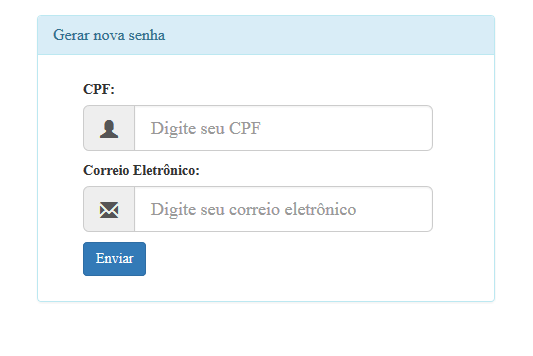 Gerar nova senha
CPF:
Digite seu CPF
Correio Eletrônico:
Digite seu correio eletrônico
Enviar